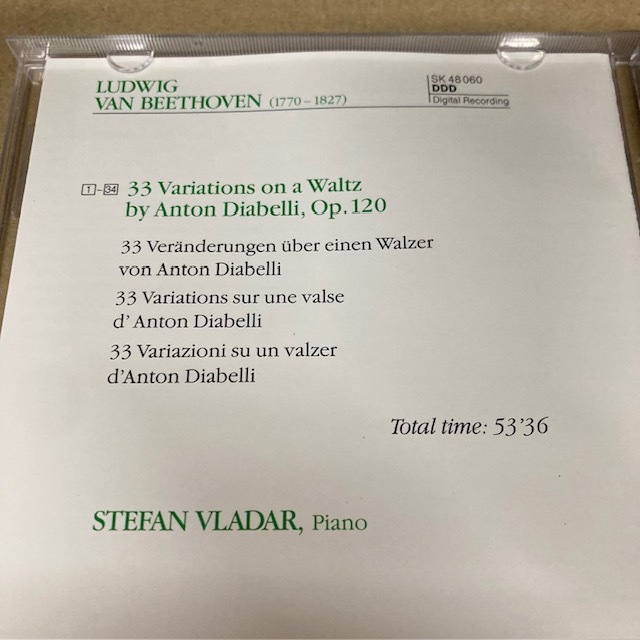 LUDWIG
VAN BEETHOVEN (1770–1827)
SK 48 060
DDD
Digital Recording
1–34 33 Variations on a Waltz
by Anton Diabelli, Op. 120
33 Veränderungen über einen Walzer
von Anton Diabelli
33 Variations sur une valse
d'Anton Diabelli
33 Variazioni su un valzer
d'Anton Diabelli
Total time: 53'36
STEFAN VLADAR, Piano